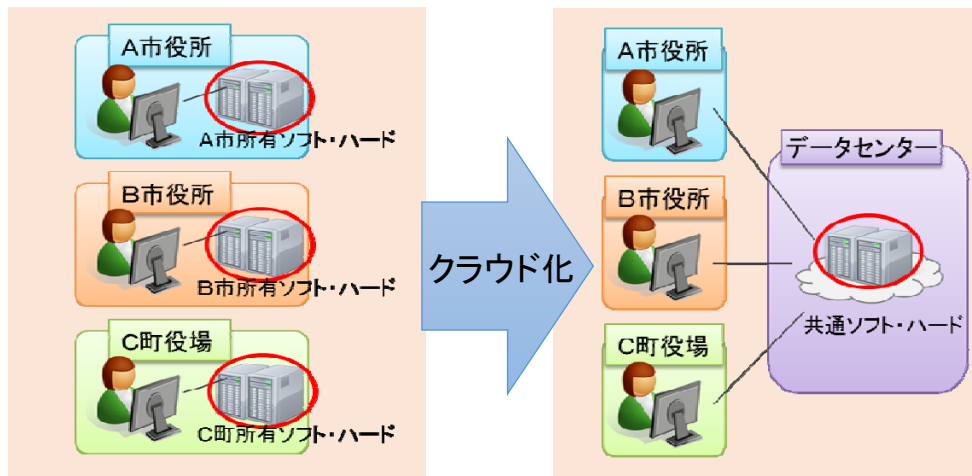 A市役所
A市所有ソフト・ハード
B市役所
B市所有ソフト・ハード
C町役場
C町所有ソフト・ハード
クラウド化
A市役所
B市役所
C町役場
データセンター
共通ソフト・ハード